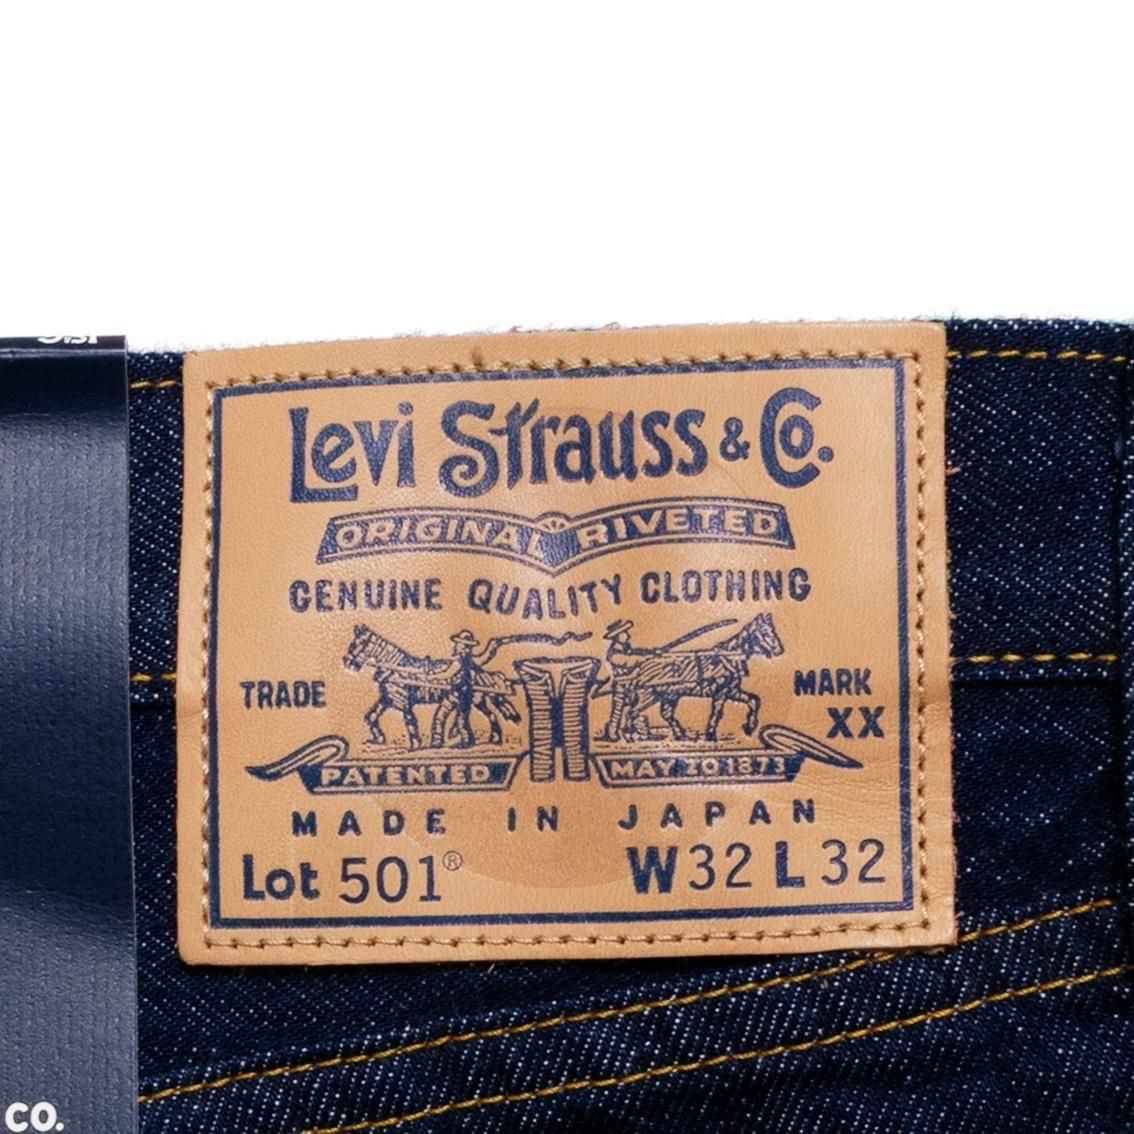 Levi Strauss & Co.
ORIGINAL RIVETED
GENUINE QUALITY CLOTHING
TRADE MARK
XX
PATENTED MAY 20 1873
MADE IN JAPAN
Lot 501® W32 L32
CO.